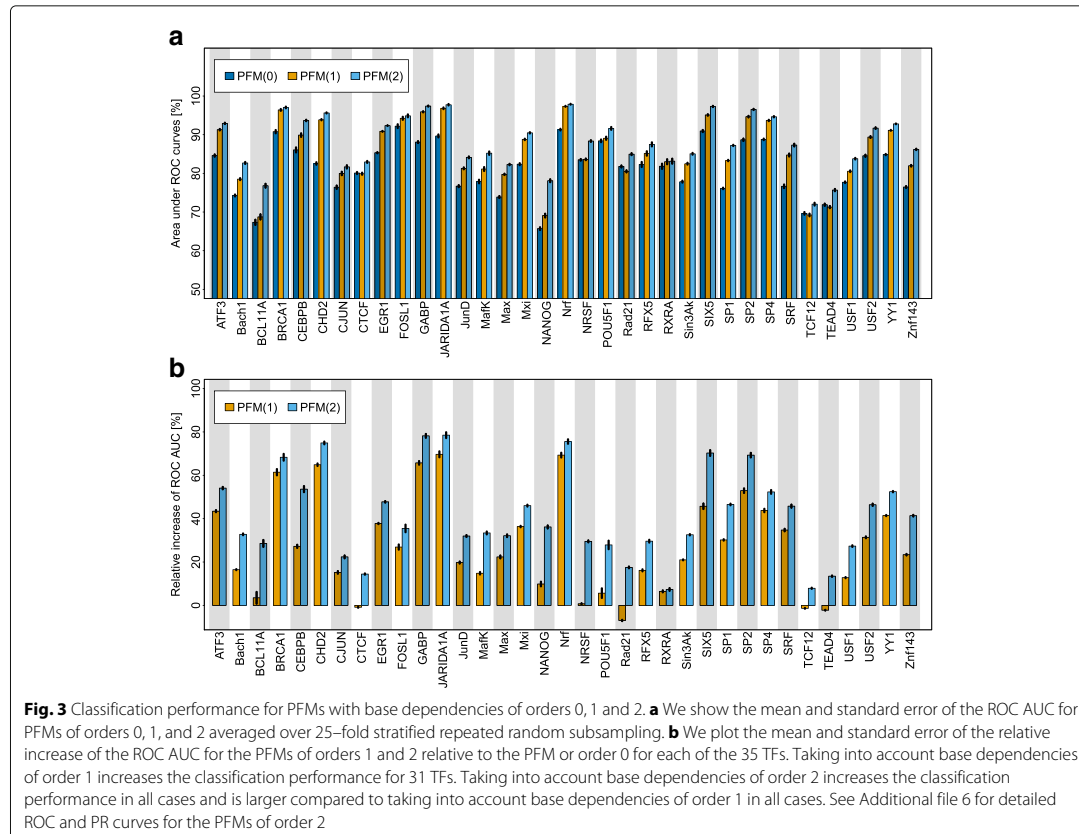 a
PFM(0) PFM(1) PFM(2)
Area under ROC curves [%]
100
90
80
70
60
50
ATF3 Bach1 BCL11A BRCA1 CEBPB CHD2 CJUN CTCF EGR1 FOSL1 GABP JARIDA1A JunD MafK Max Mxi NANOG Nrf NRSF POU5F1 Rad21 RFX5 RXRA Sin3Ak SIX5 SP1 SP2 SP4 SRF TCF12 TEAD4 USF1 USF2 YY1 Znf143
b
PFM(1) PFM(2)
Relative increase of ROC AUC [%]
100
80
60
40
20
0
ATF3 Bach1 BCL11A BRCA1 CEBPB CHD2 CJUN CTCF EGR1 FOSL1 GABP JARIDA1A JunD MafK Max Mxi NANOG Nrf NRSF POU5F1 Rad21 RFX5 RXRA Sin3Ak SIX5 SP1 SP2 SP4 SRF TCF12 TEAD4 USF1 USF2 YY1 Znf143
Fig. 3 Classification performance for PFMs with base dependencies of orders 0, 1 and 2. a We show the mean and standard error of the ROC AUC for
PFMs of orders 0, 1, and 2 averaged over 25–fold stratified repeated random subsampling. b We plot the mean and standard error of the relative
increase of the ROC AUC for the PFMs of orders 1 and 2 relative to the PFM or order 0 for each of the 35 TFs. Taking into account base dependencies
of order 1 increases the classification performance for 31 TFs. Taking into account base dependencies of order 2 increases the classification
performance in all cases and is larger compared to taking into account base dependencies of order 1 in all cases. See Additional file 6 for detailed
ROC and PR curves for the PFMs of order 2